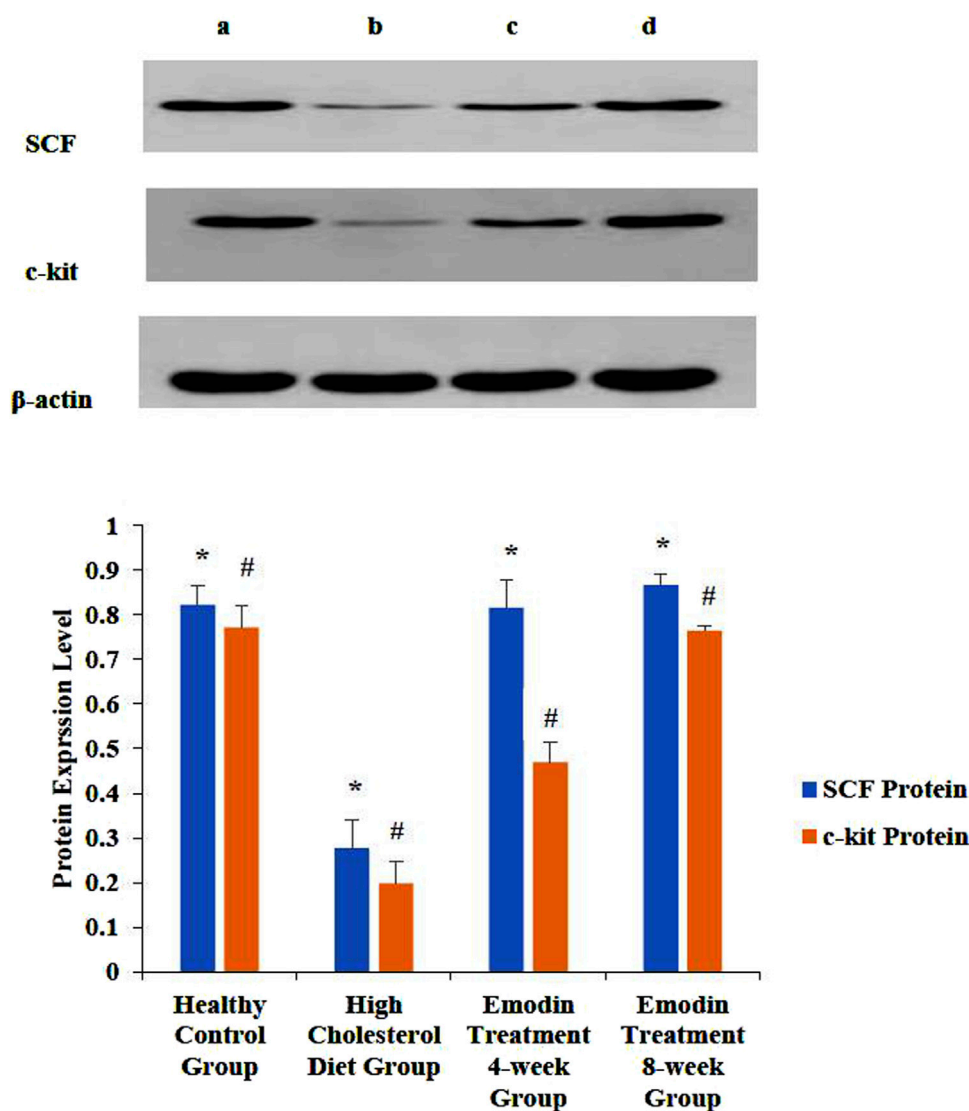 a b c d
SCF
c-kit
β-actin
Protein Exprssion Level
1
0.9
0.8
0.7
0.6
0.5
0.4
0.3
0.2
0.1
0
* # * # * # * #
Healthy Control Group
High Cholesterol Diet Group
Emodin Treatment 4-week Group
Emodin Treatment 8-week Group
SCF Protein
c-kit Protein